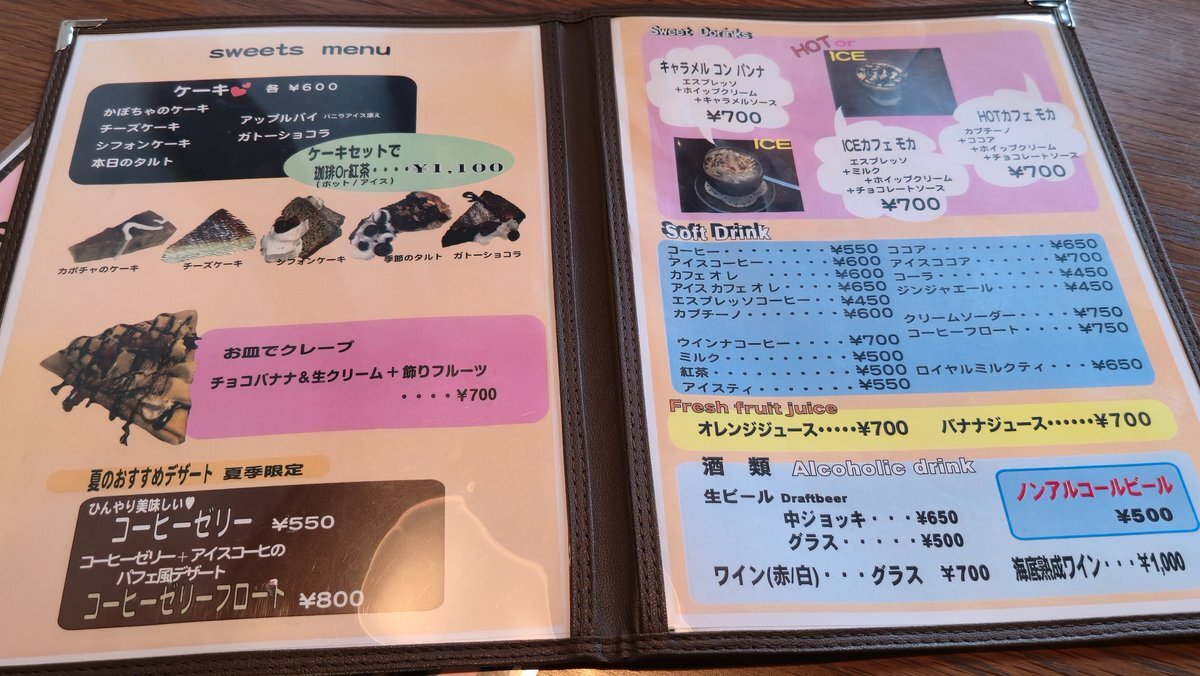 sweets menu
ケーキ💕 各 ¥600
かぼちゃのケーキ
チーズケーキ
シフォンケーキ
本日のタルト
アップルパイ バニラアイス添え
ガトーショコラ
ケーキセットで
珈琲Or紅茶････¥1,100
(ホット/アイス)
カボチャのケーキ
チーズケーキ
シフォンケーキ
季節のタルト
ガトーショコラ
お皿でクレープ
チョコバナナ&生クリーム+飾りフルーツ
････¥700
夏のおすすめデザート 夏季限定
ひんやり美味しい♥
コーヒーゼリー ¥550
コーヒーゼリー+アイスコーヒの
パフェ風デザート
コーヒーゼリーフロート ¥800
Sweet Dorinks
HOT or
ICE
キャラメル コン パンナ
エスプレッソ
+ホイップクリーム
+キャラメルソース
¥700
ICE
ICEカフェ モカ
エスプレッソ
+ミルク
+ホイップクリーム
+チョコレートソース
¥700
HOTカフェ モカ
カプチーノ
+ココア
+ホイップクリーム
+チョコレートソース
¥700
Soft Drink
コーヒー・・・・・・・・・¥550
アイスコーヒー・・・・・・¥600
カフェ オ レ ・・・・・・・¥600
アイス カフェ オ レ・・・・¥650
エスプレッソコーヒー・・¥450
カプチーノ・・・・・・・¥600
ウインナコーヒー・・・・¥700
ミルク・・・・・・・・・¥500
紅茶・・・・・・・・・・¥500
アイスティ・・・・・・・¥550
ココア・・・・・・・・・¥650
アイスココア・・・・・・¥700
コーラ・・・・・・・・・¥450
ジンジャエール・・・・・¥450
クリームソーダー・・・・¥750
コーヒーフロート・・・・¥750
ロイヤルミルクティ・・・¥650
Fresh fruit juice
オレンジジュース･････¥700
バナナジュース･･････¥700
酒 類 Alcoholic drink
生ビール Draftbeer
中ジョッキ・・・¥650
グラス・・・・・¥500
ノンアルコールビール
¥500
ワイン(赤/白)・・・グラス ¥700
海底熟成ワイン・・・¥1,000